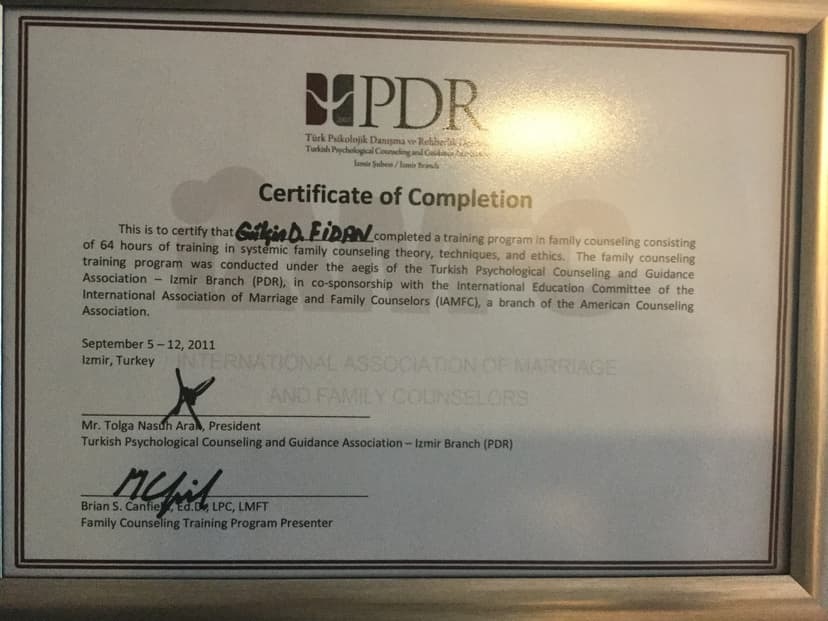 PDR
Türk Psikolojik Danışma ve Rehberlik
Turkish Psychological Counseling and Guidance
İzmir Şubesi / Izmir Branch
Certificate of Completion
This is to certify that D. FİDAN completed a training program in family counseling consisting
of 64 hours of training in systemic family counseling theory, techniques, and ethics. The family counseling
training program was conducted under the aegis of the Turkish Psychological Counseling and Guidance
Association – Izmir Branch (PDR), in co-sponsorship with the International Education Committee of the
International Association of Marriage and Family Counselors (IAMFC), a branch of the American Counseling
Association.
September 5 – 12, 2011
Izmir, Turkey
INTERNATIONAL ASSOCIATION OF MARRIAGE
AND FAMILY COUNSELORS
Mr. Tolga Nasuh Aran, President
Turkish Psychological Counseling and Guidance Association – Izmir Branch (PDR)
Brian S. Canfield, Ed.D., LPC, LMFT
Family Counseling Training Program Presenter